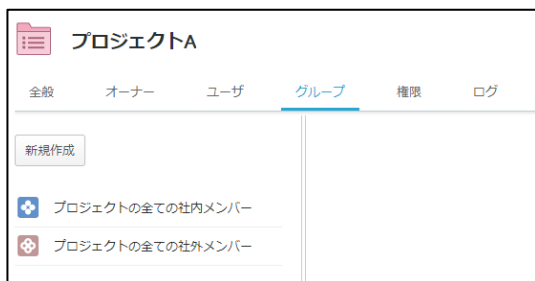 プロジェクトA
全般 オーナー ユーザ グループ 権限 ログ
新規作成
プロジェクトの全ての社内メンバー
プロジェクトの全ての社外メンバー